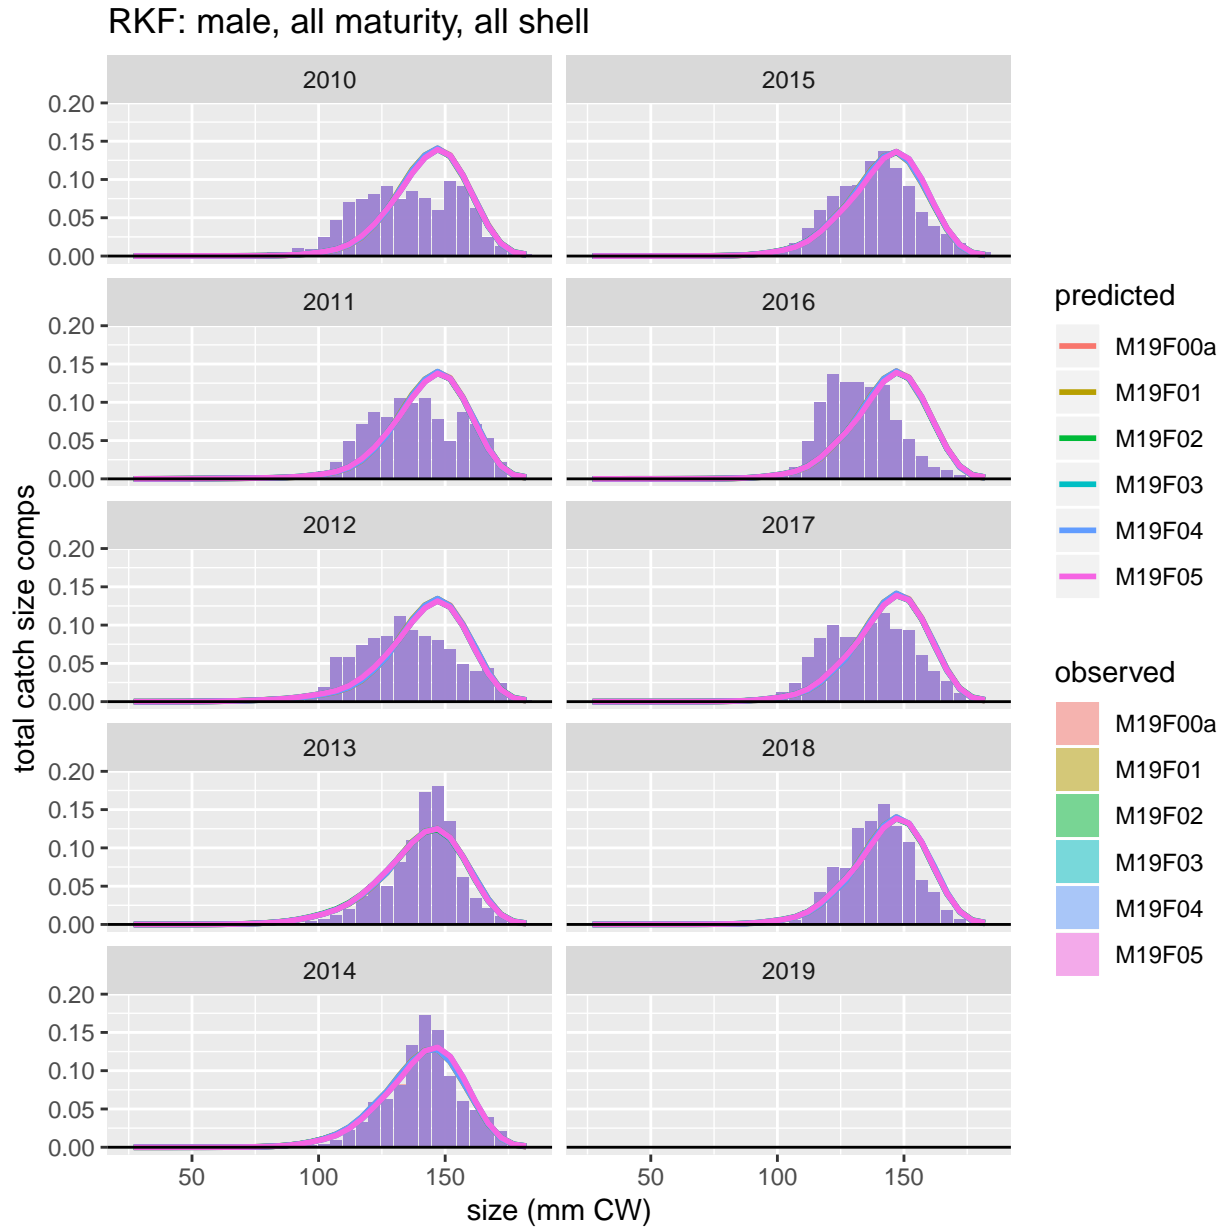 RKF: male, all maturity, all shell
2010
2015
0.20
0.15
0.10
0.05
0.00
2011
2016
0.20
0.15
0.10
0.05
0.00
2012
2017
0.20
0.15
0.10
0.05
0.00
2013
2018
0.20
0.15
0.10
0.05
0.00
2014
2019
0.20
0.15
0.10
0.05
0.00
50 100 150
50 100 150
size (mm CW)
total catch size comps
predicted
M19F00a
M19F01
M19F02
M19F03
M19F04
M19F05
observed
M19F00a
M19F01
M19F02
M19F03
M19F04
M19F05